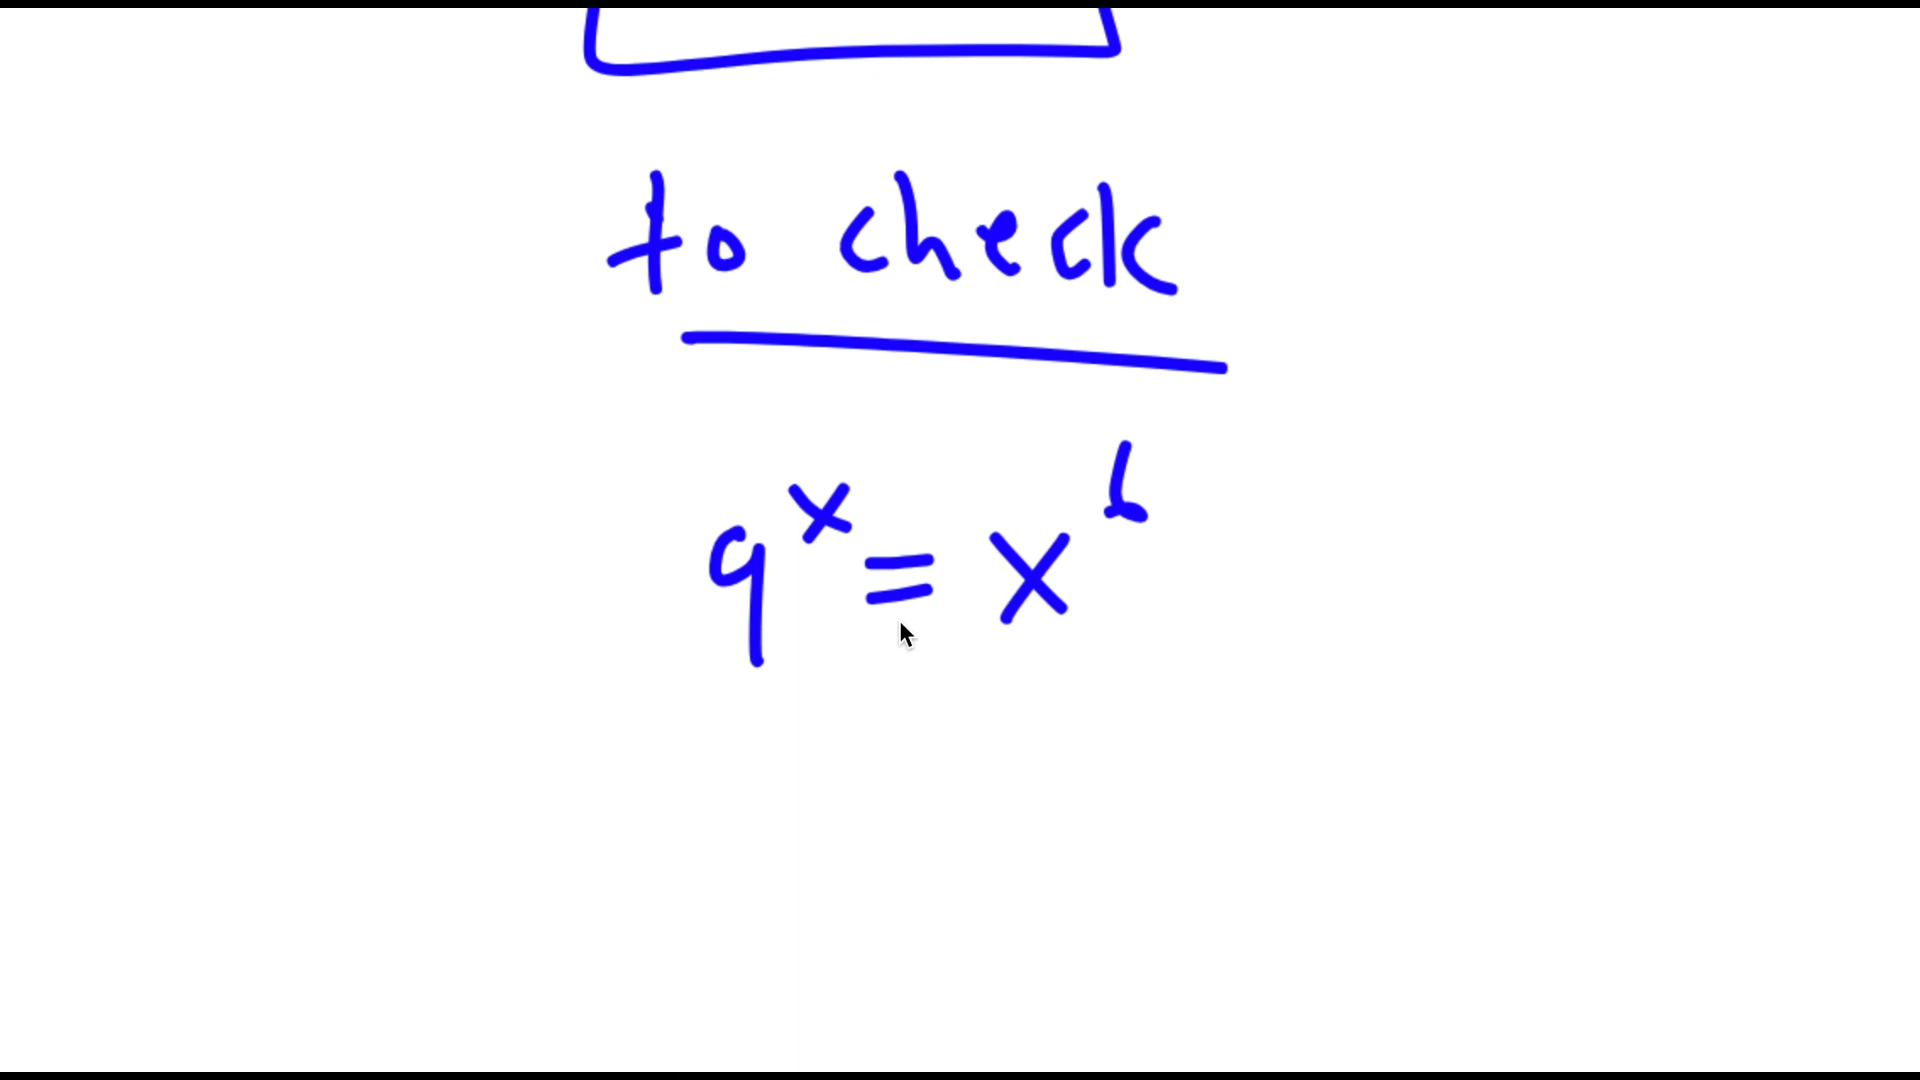 to check
9^x = x^6